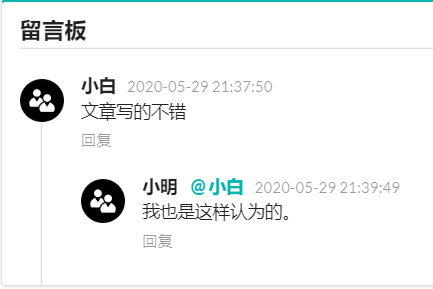 留言板
小白 2020-05-29 21:37:50
文章写的不错
回复
小明 @小白 2020-05-29 21:39:49
我也是这样认为的。
回复